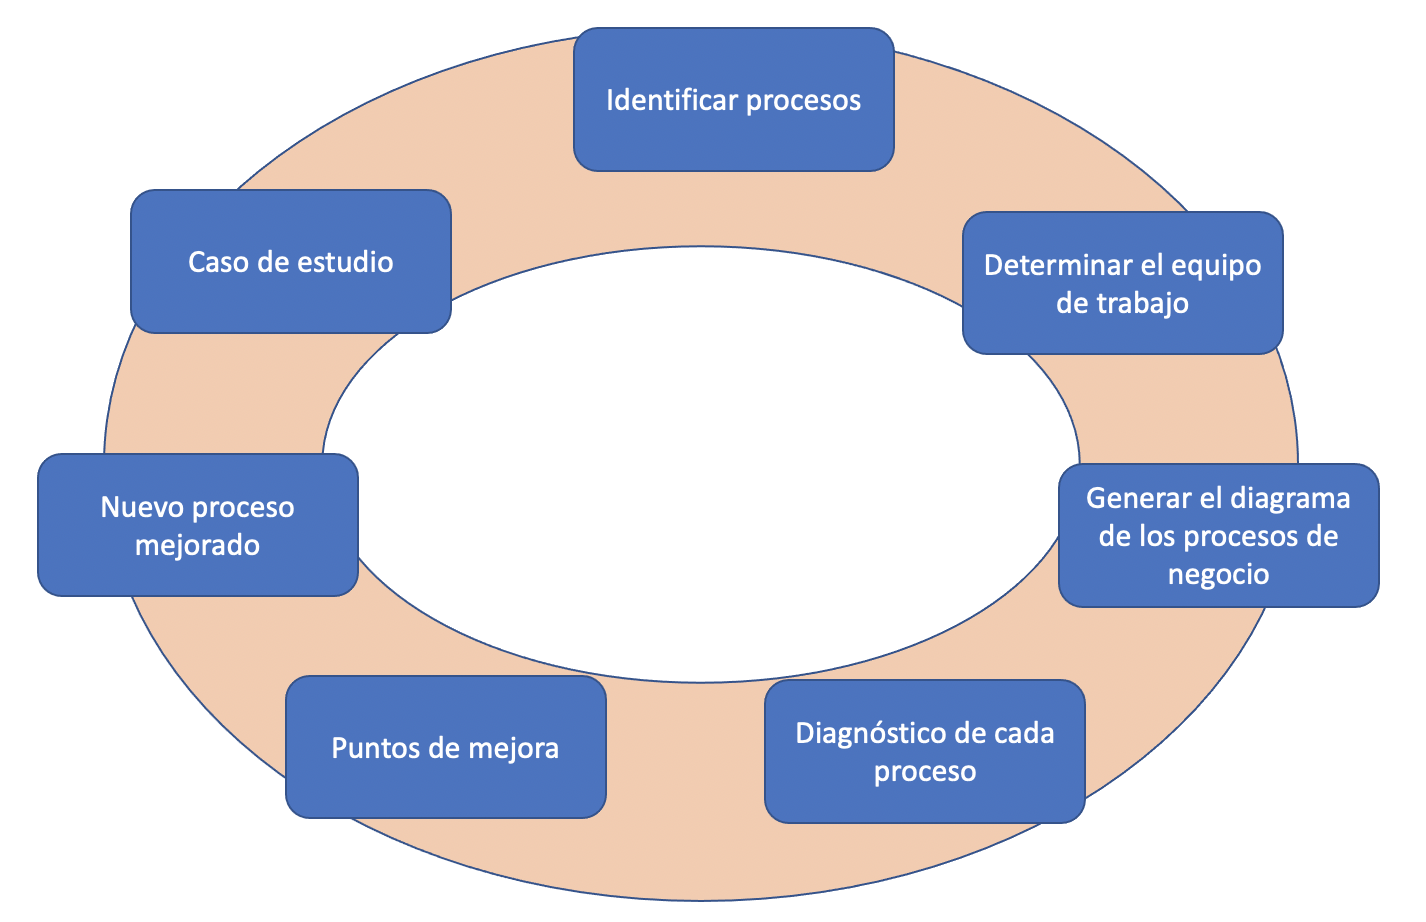 Identificar procesos
Determinar el equipo
de trabajo
Generar el diagrama
de los procesos de
negocio
Diagnóstico de cada
proceso
Puntos de mejora
Nuevo proceso
mejorado
Caso de estudio